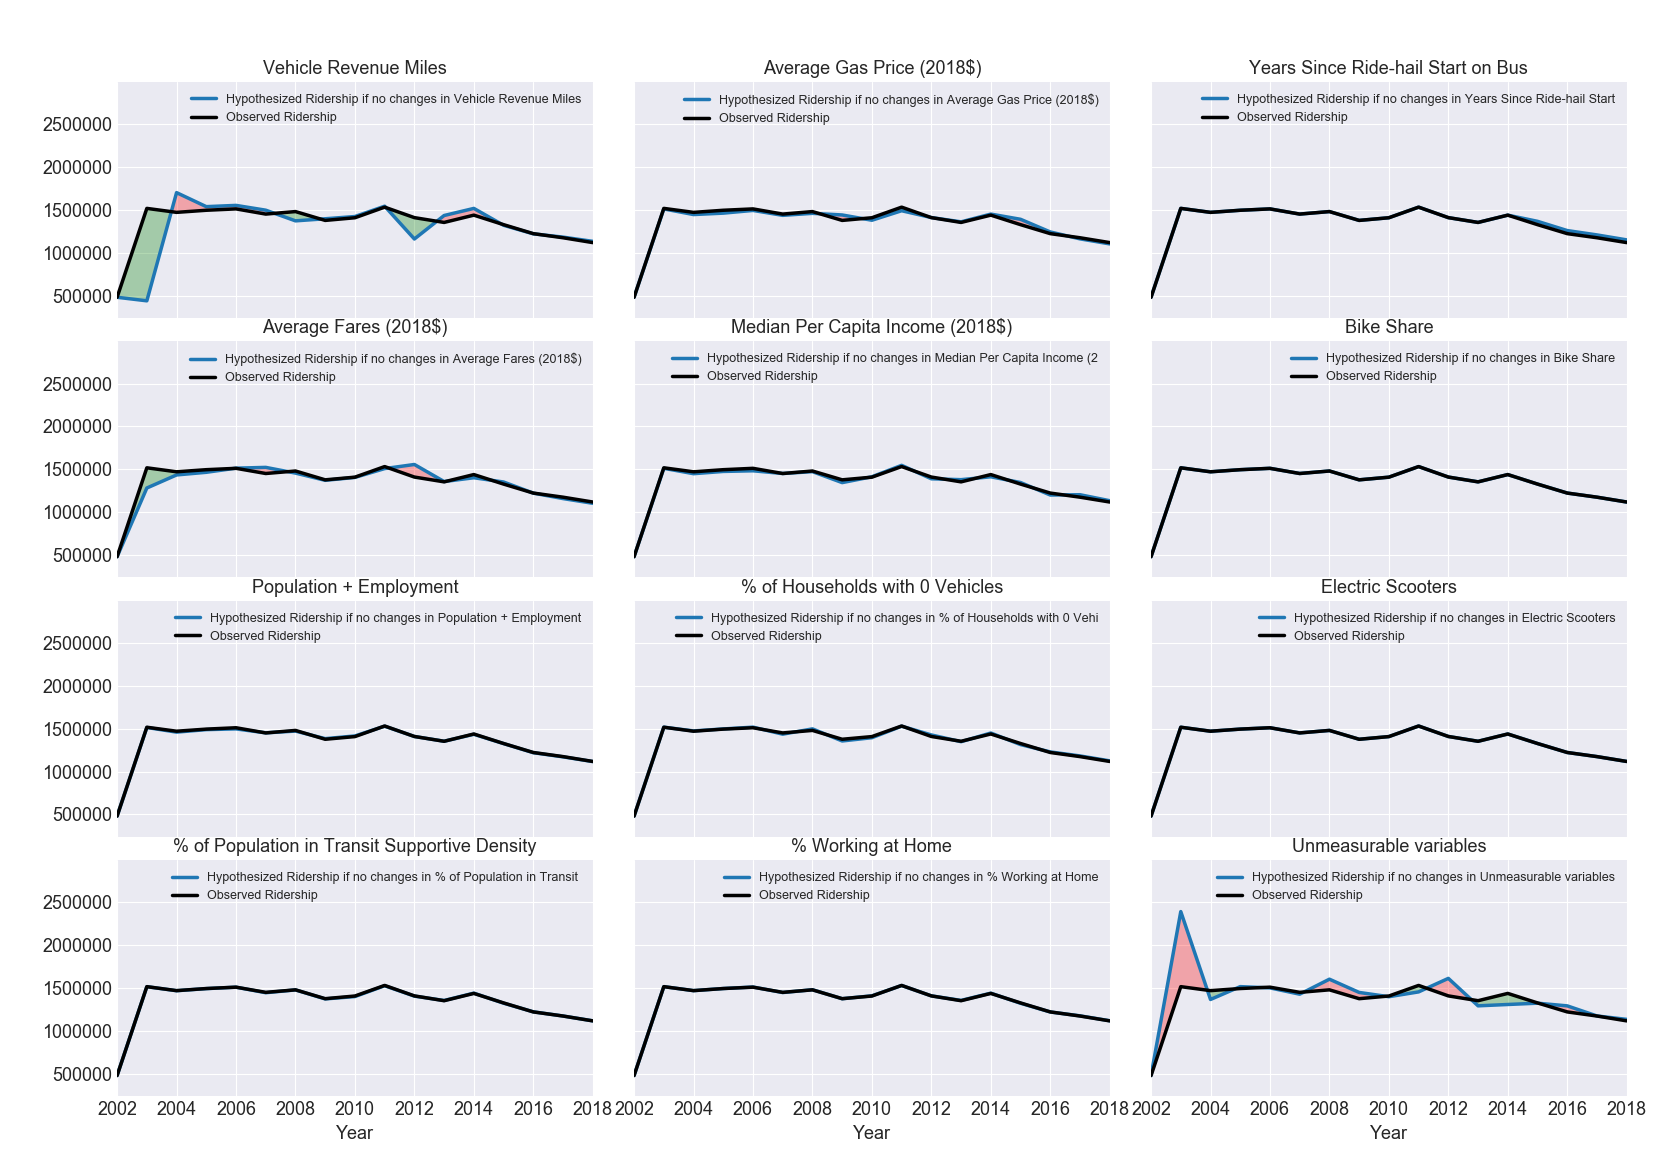 Vehicle Revenue Miles
Hypothesized Ridership if no changes in Vehicle Revenue Miles
Observed Ridership
2500000
2000000
1500000
1000000
500000
Average Gas Price (2018$)
Hypothesized Ridership if no changes in Average Gas Price (2018$)
Observed Ridership
Years Since Ride-hail Start on Bus
Hypothesized Ridership if no changes in Years Since Ride-hail Start
Observed Ridership
Average Fares (2018$)
Hypothesized Ridership if no changes in Average Fares (2018$)
Observed Ridership
2500000
2000000
1500000
1000000
500000
Median Per Capita Income (2018$)
Hypothesized Ridership if no changes in Median Per Capita Income (2
Observed Ridership
Bike Share
Hypothesized Ridership if no changes in Bike Share
Observed Ridership
Population + Employment
Hypothesized Ridership if no changes in Population + Employment
Observed Ridership
2500000
2000000
1500000
1000000
500000
% of Households with 0 Vehicles
Hypothesized Ridership if no changes in % of Households with 0 Vehi
Observed Ridership
Electric Scooters
Hypothesized Ridership if no changes in Electric Scooters
Observed Ridership
% of Population in Transit Supportive Density
Hypothesized Ridership if no changes in % of Population in Transit
Observed Ridership
2500000
2000000
1500000
1000000
500000
2002 2004 2006 2008 2010 2012 2014 2016 2018
Year
% Working at Home
Hypothesized Ridership if no changes in % Working at Home
Observed Ridership
2002 2004 2006 2008 2010 2012 2014 2016 2018
Year
Unmeasurable variables
Hypothesized Ridership if no changes in Unmeasurable variables
Observed Ridership
2002 2004 2006 2008 2010 2012 2014 2016 2018
Year